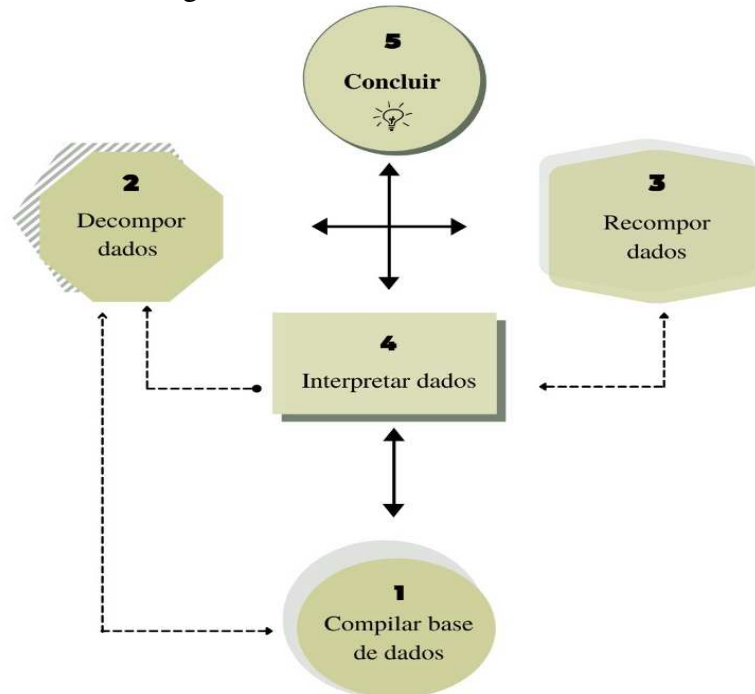 5
Concluir
2
Decompor
dados
3
Recompor
dados
4
Interpretar dados
1
Compilar base
de dados